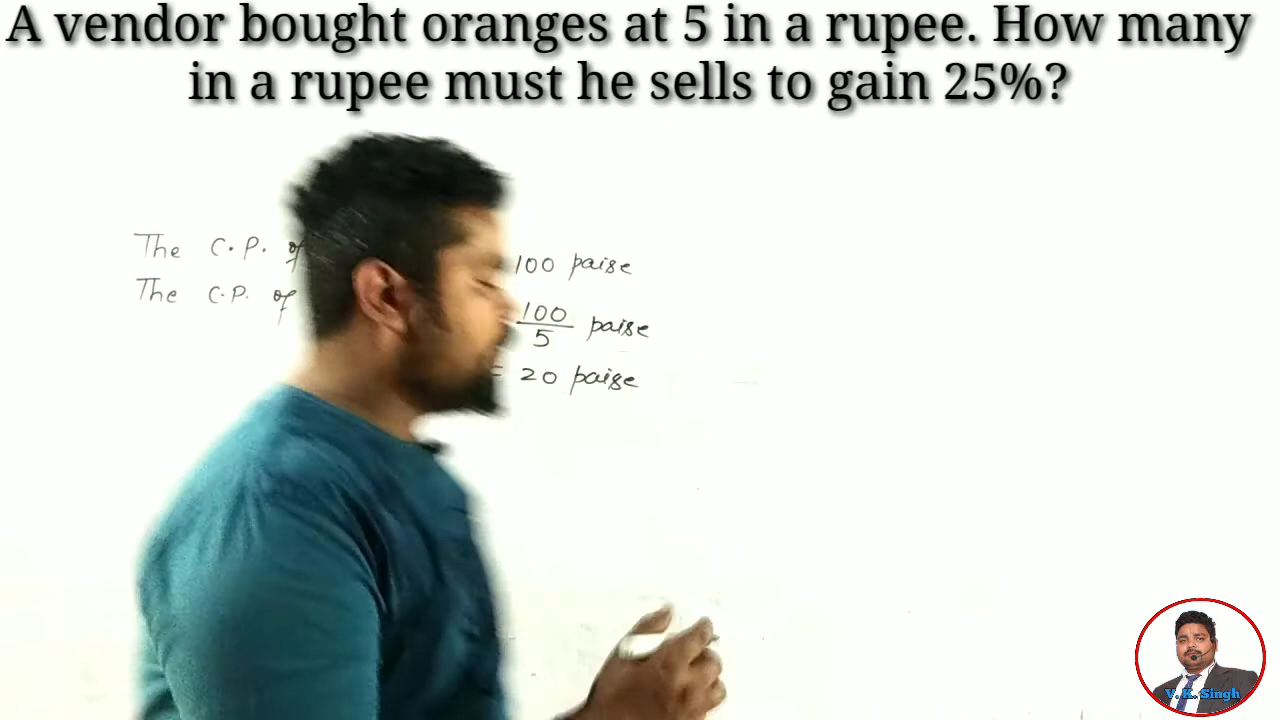 A vendor bought oranges at 5 in a rupee. How many
in a rupee must he sells to gain 25%?
The C.P. of
100 paise
The C.P. of
100
5
paise
= 20 paise
V. K. Singh